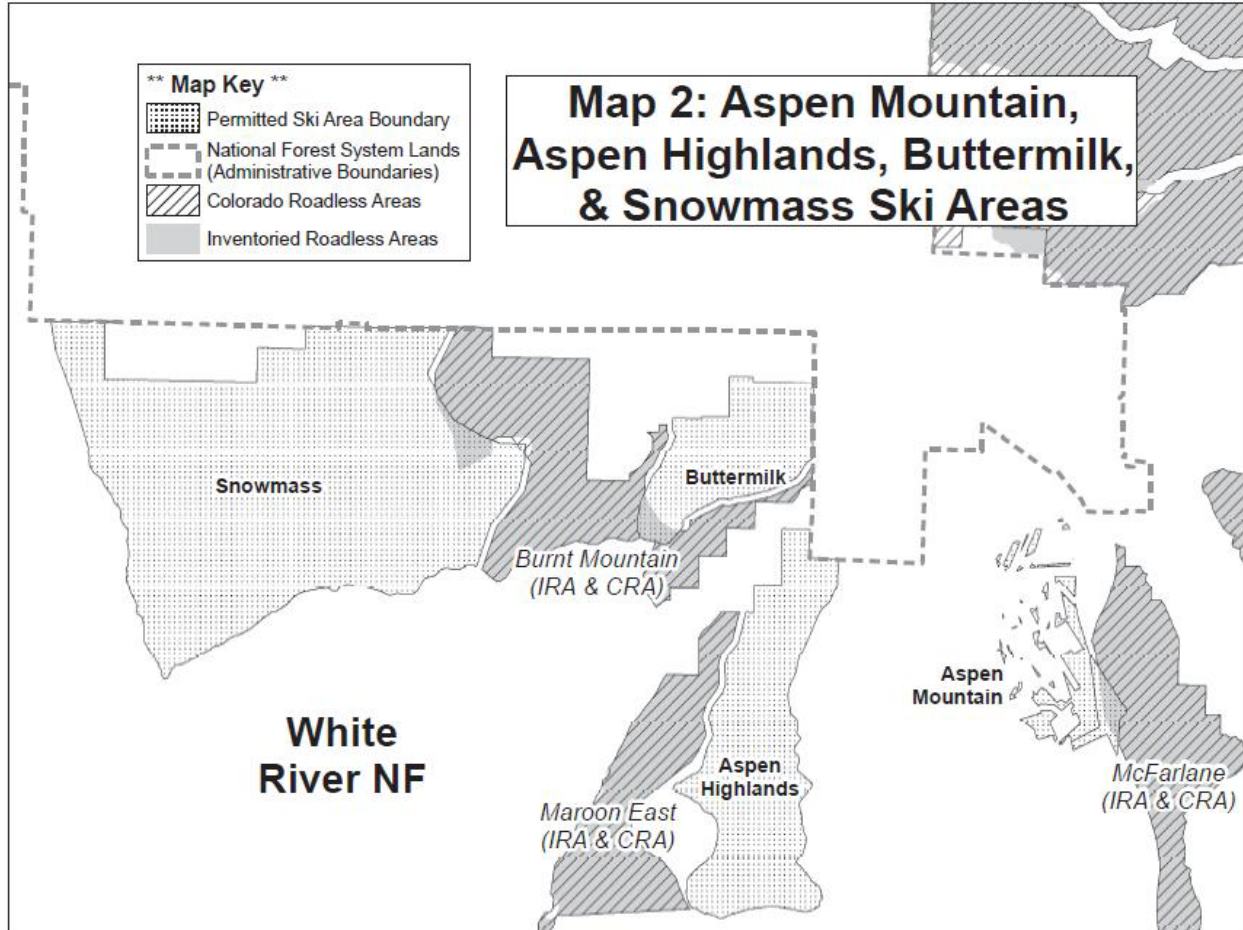 ** Map Key **
Permitted Ski Area Boundary
National Forest System Lands
(Administrative Boundaries)
Colorado Roadless Areas
Inventoried Roadless Areas
Map 2: Aspen Mountain,
Aspen Highlands, Buttermilk,
& Snowmass Ski Areas
Snowmass
Buttermilk
Burnt Mountain
(IRA & CRA)
Aspen
Mountain
White
River NF
Aspen
Highlands
Maroon East
(IRA & CRA)
McFarlane
(IRA & CRA)